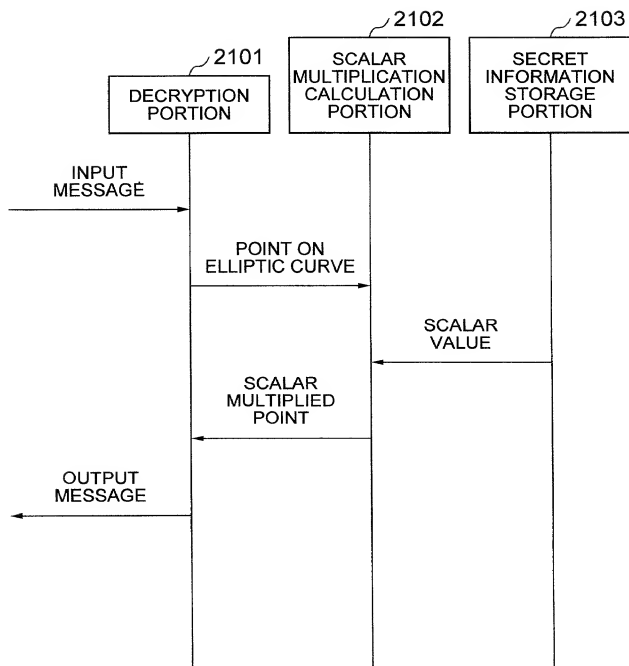 2101
2102
2103
DECRYPTION
PORTION
SCALAR
MULTIPLICATION
CALCULATION
PORTION
SECRET
INFORMATION
STORAGE
PORTION
INPUT
MESSAGE
POINT ON
ELLIPTIC CURVE
SCALAR
VALUE
SCALAR
MULTIPLIED
POINT
OUTPUT
MESSAGE